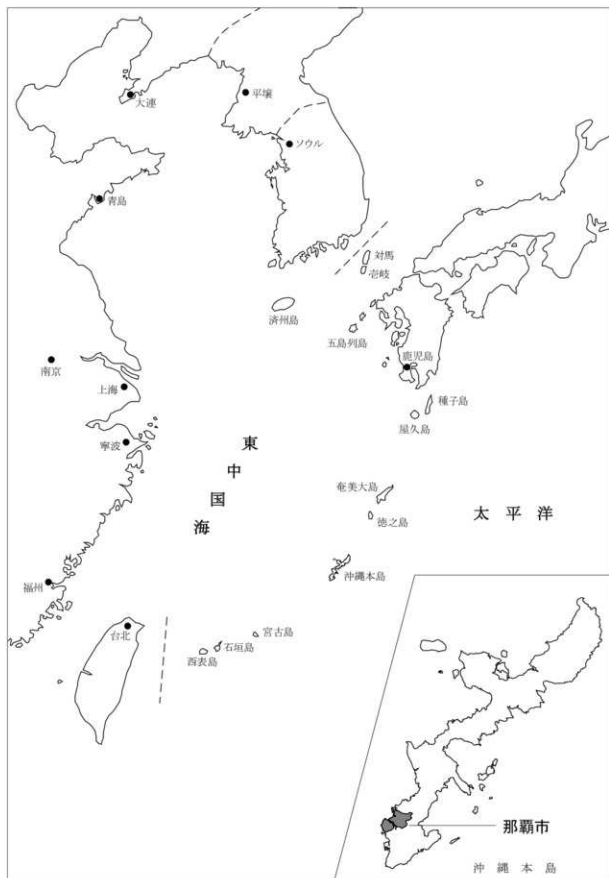 大連
平壌
ソウル
青島
対馬
壱岐
済州島
五島列島
南京
鹿児島
上海
種子島
屋久島
寧波
東中国海
奄美大島
徳之島
太平洋
沖縄本島
福州
台北
宮古島
石垣島
西表島
那覇市
沖縄本島